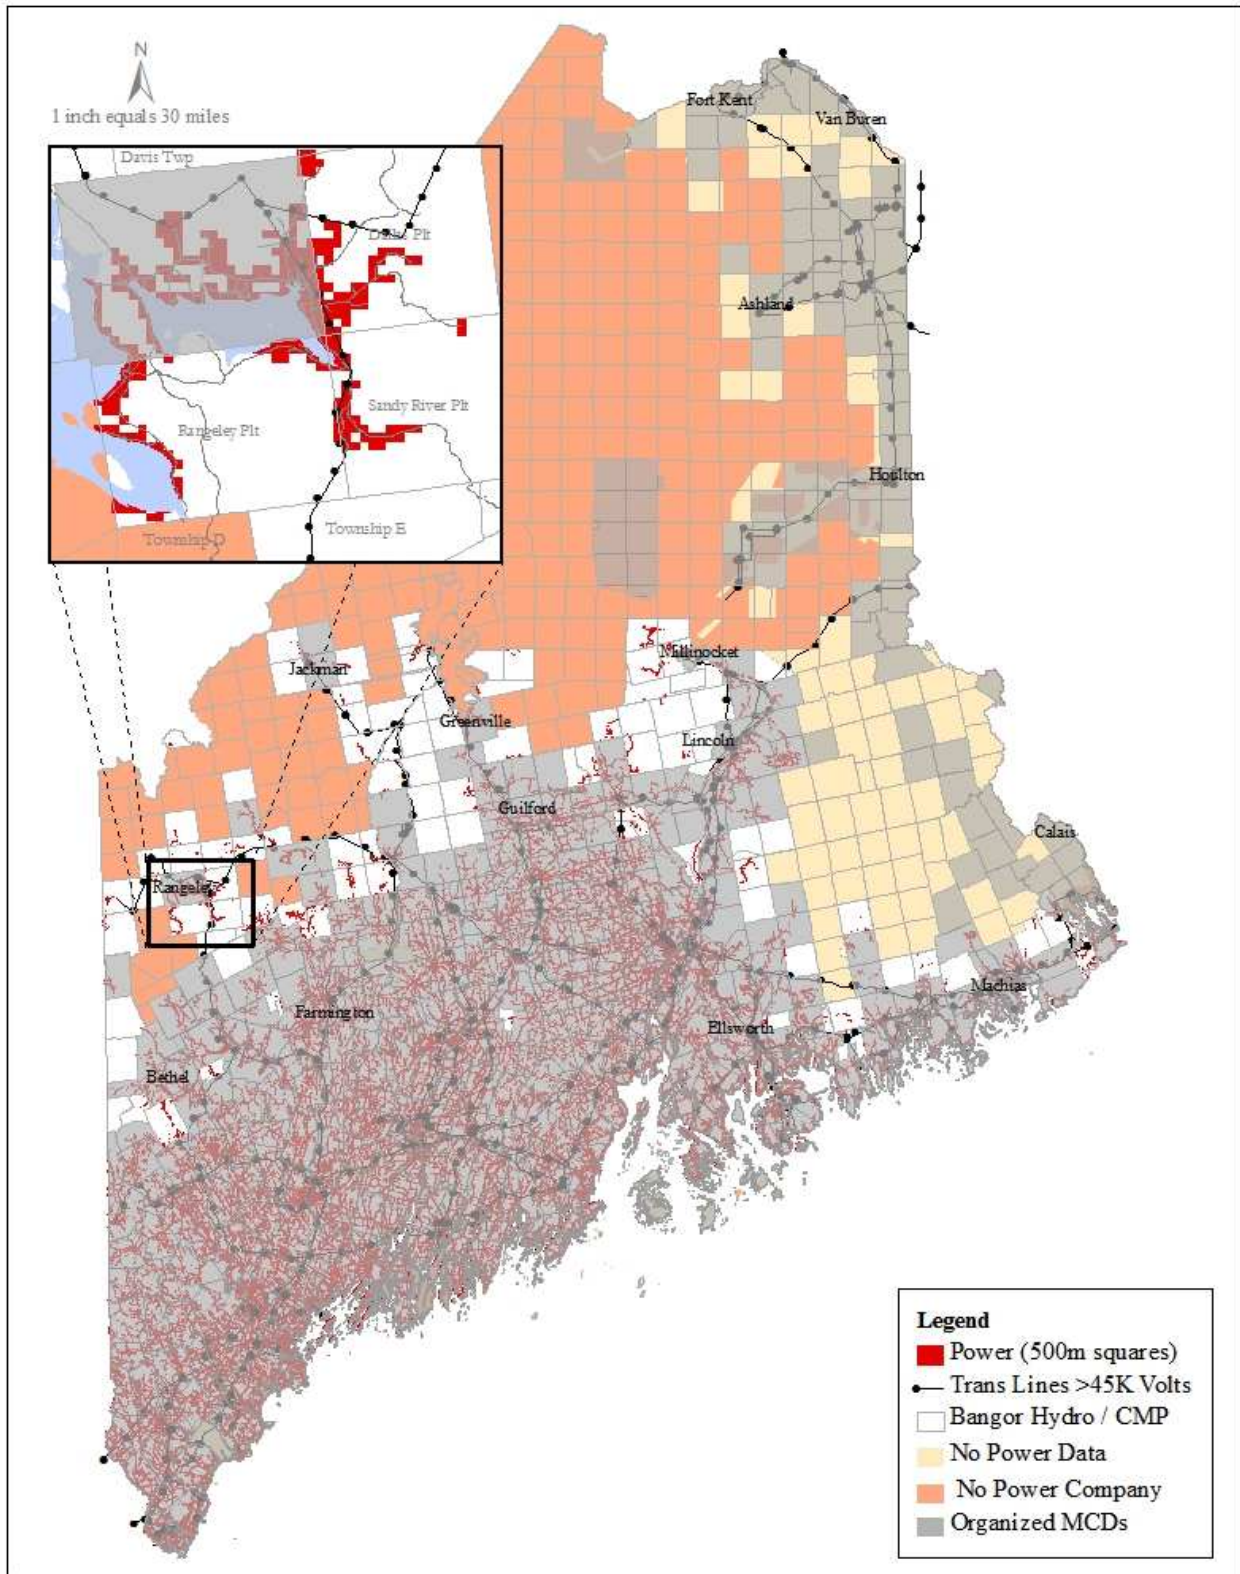 N
1 inch equals 30 miles
Davis Twp
Dallas Plt
Sandy River Plt
Rangeley Plt
Township E
Township D
Fort Kent
Van Buren
Ashland
Houlton
Jackman
Millinocket
Greenville
Lincoln
Guilford
Calais
Rangeley
Machias
Farmington
Ellsworth
Bethel
Legend
Power (500m squares)
Trans Lines >45K Volts
Bangor Hydro / CMP
No Power Data
No Power Company
Organized MCDs